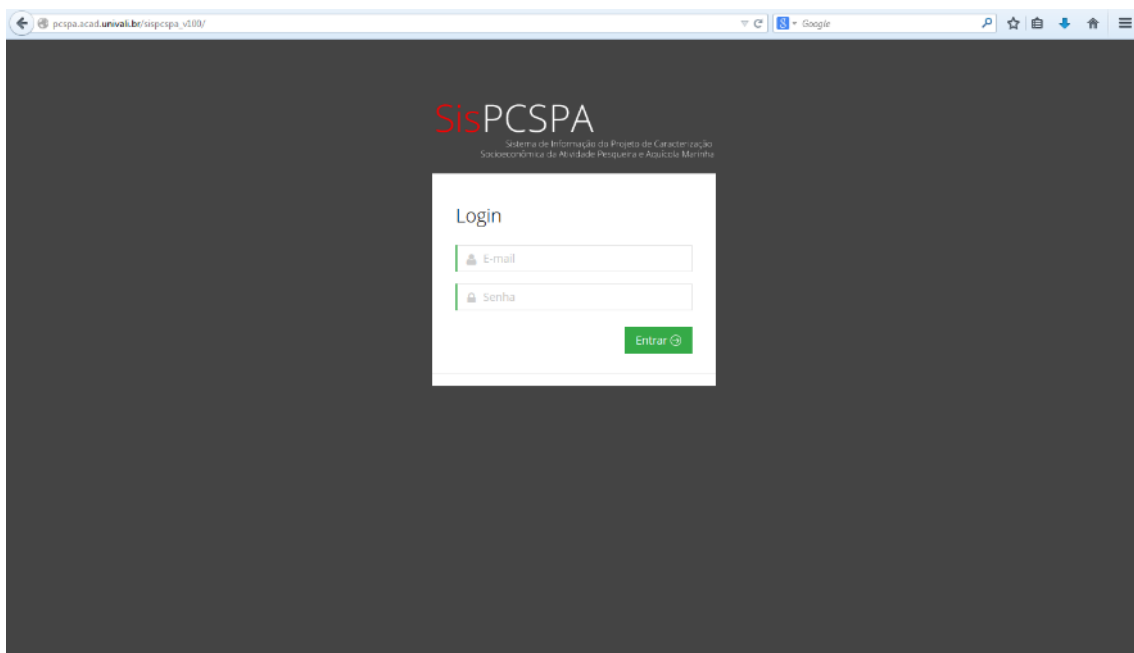 pcspa.acad.univali.br/sispcspa_v100/
Google
SisPCSPA
Sistema de Informação do Projeto de Caracterização
Socioeconômica da Atividade Pesqueira e Aquícola Marinha
Login
E-mail
Senha
Entrar